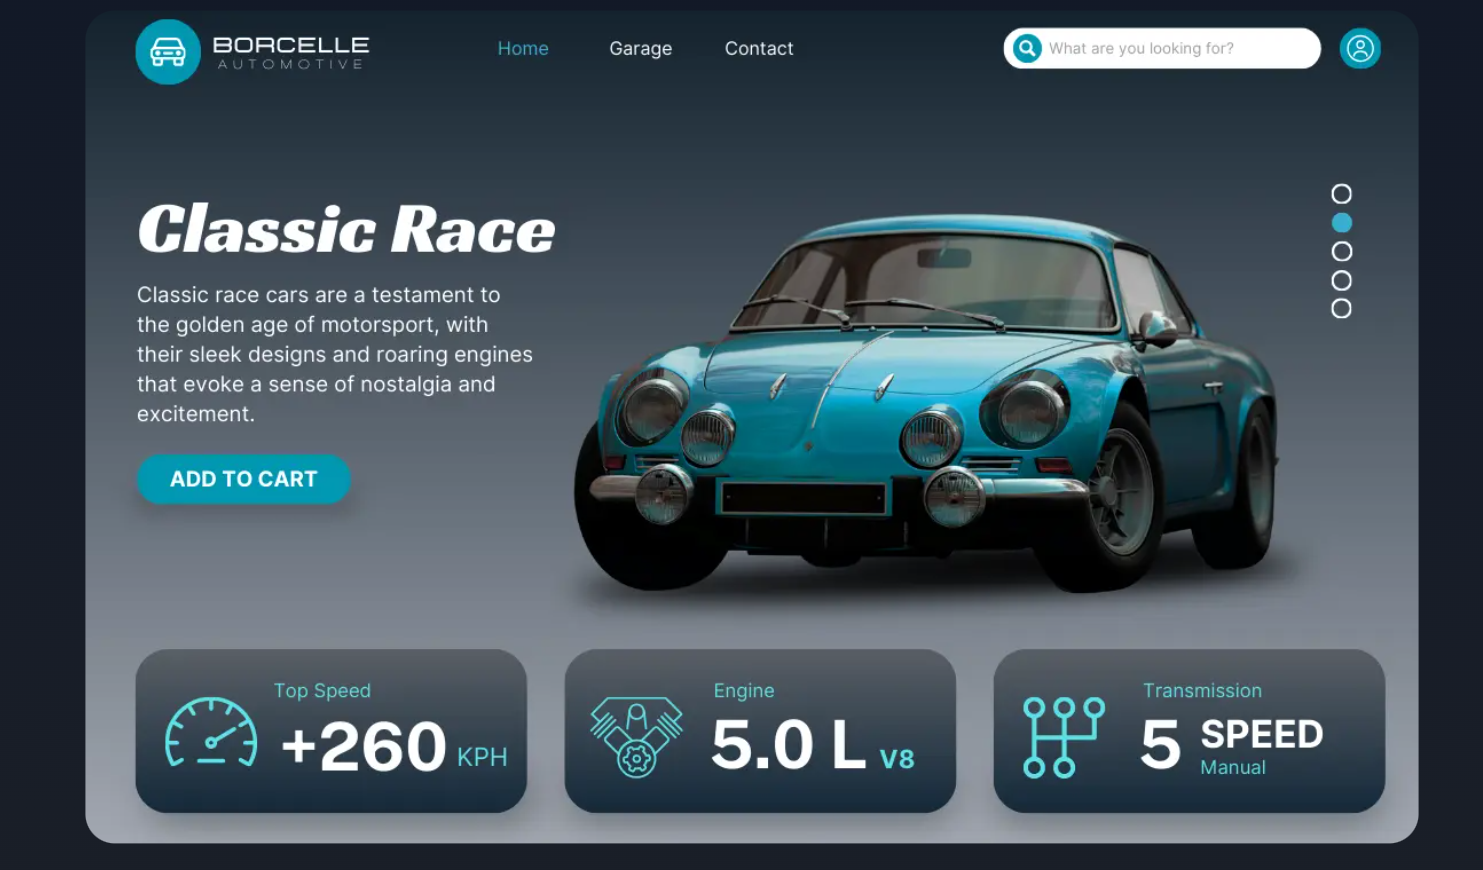 BORCELLE
AUTOMOTIVE
Home Garage Contact
What are you looking for?
Classic Race
Classic race cars are a testament to
the golden age of motorsport, with
their sleek designs and roaring engines
that evoke a sense of nostalgia and
excitement.
ADD TO CART
Top Speed
+260 KPH
Engine
5.0 L V8
Transmission
5 SPEED
Manual